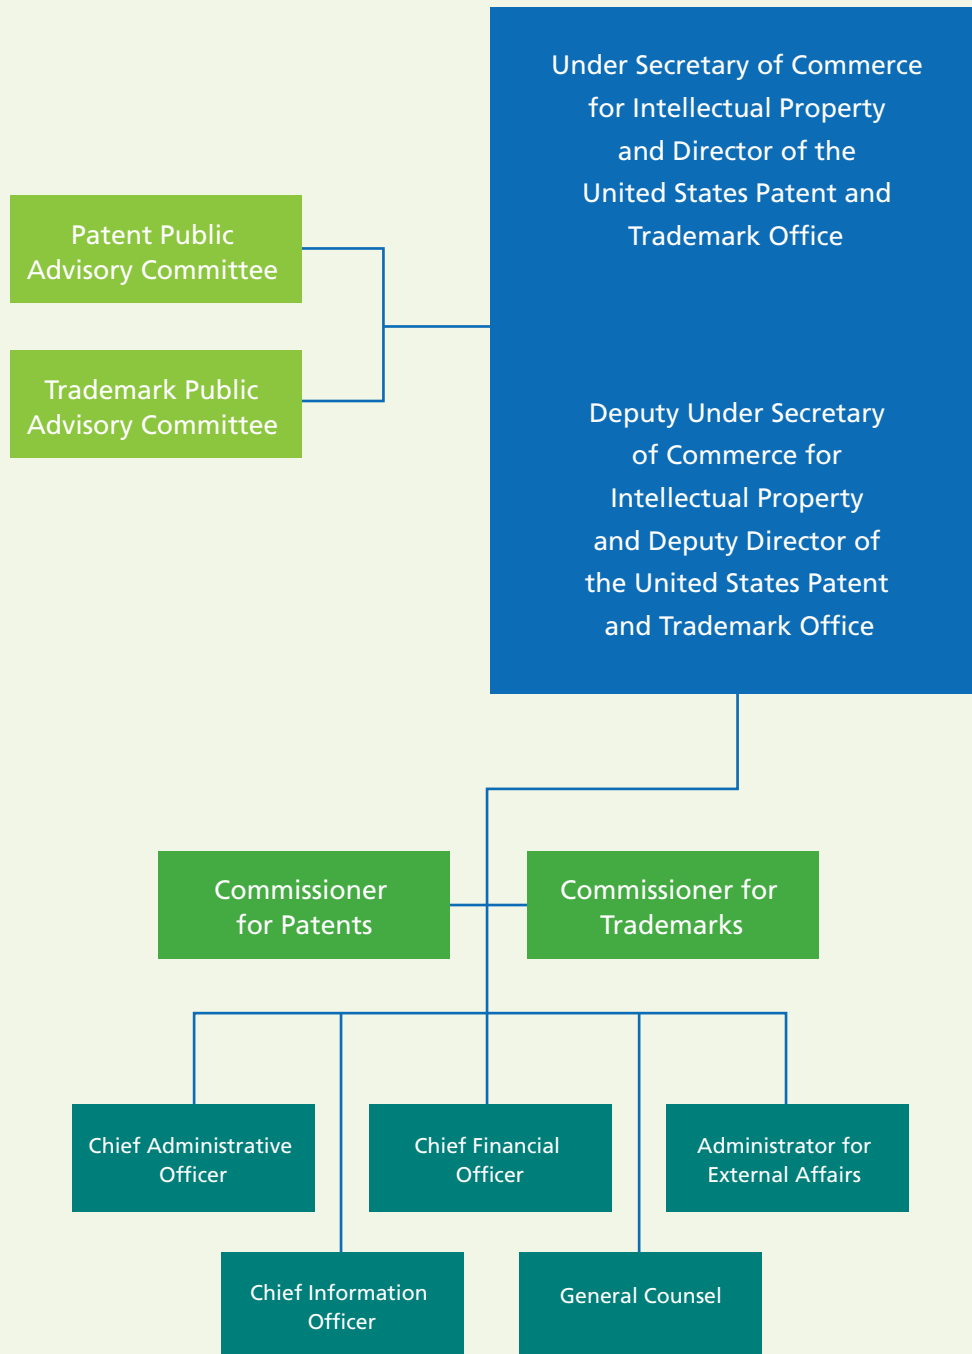 Under Secretary of Commerce
for Intellectual Property
and Director of the
United States Patent and
Trademark Office
Patent Public
Advisory Committee
Trademark Public
Advisory Committee
Deputy Under Secretary
of Commerce for
Intellectual Property
and Deputy Director of
the United States Patent
and Trademark Office
Commissioner
for Patents
Commissioner for
Trademarks
Chief Administrative
Officer
Chief Financial
Officer
Administrator for
External Affairs
Chief Information
Officer
General Counsel